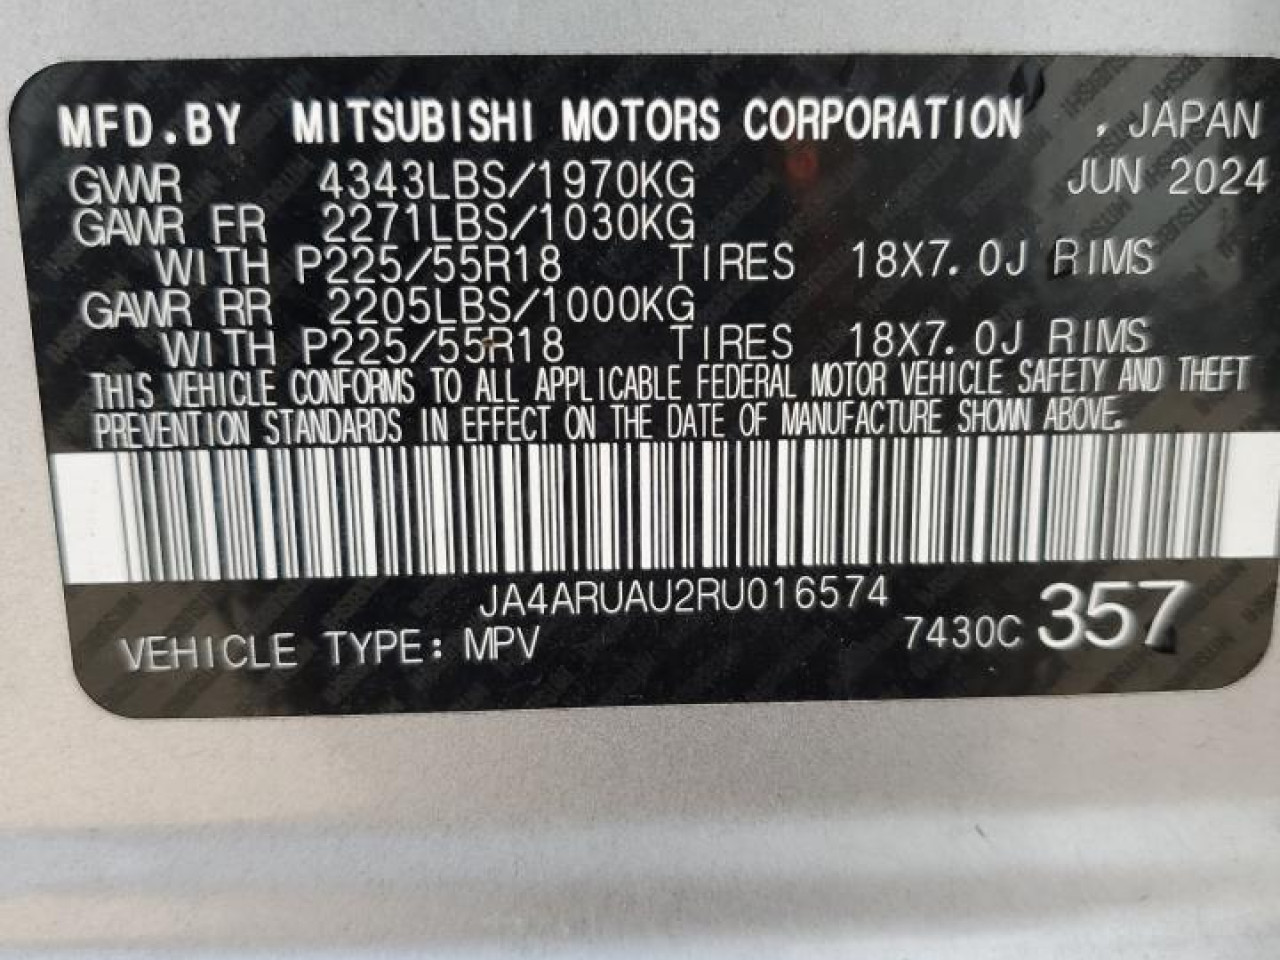 MFD.BY MITSUBISHI MOTORS CORPORATION , JAPAN
GVWR 4343LBS/1970KG JUN 2024
GAWR FR 2271LBS/1030KG
WITH P225/55R18 TIRES 18X7.0J RIMS
GAWR RR 2205LBS/1000KG
WITH P225/55R18 TIRES 18X7.0J RIMS
THIS VEHICLE CONFORMS TO ALL APPLICABLE FEDERAL MOTOR VEHICLE SAFETY AND THEFT
PREVENTION STANDARDS IN EFFECT ON THE DATE OF MANUFACTURE SHOWN ABOVE.
JA4ARUAU2RU016574
VEHICLE TYPE: MPV 7430C 357